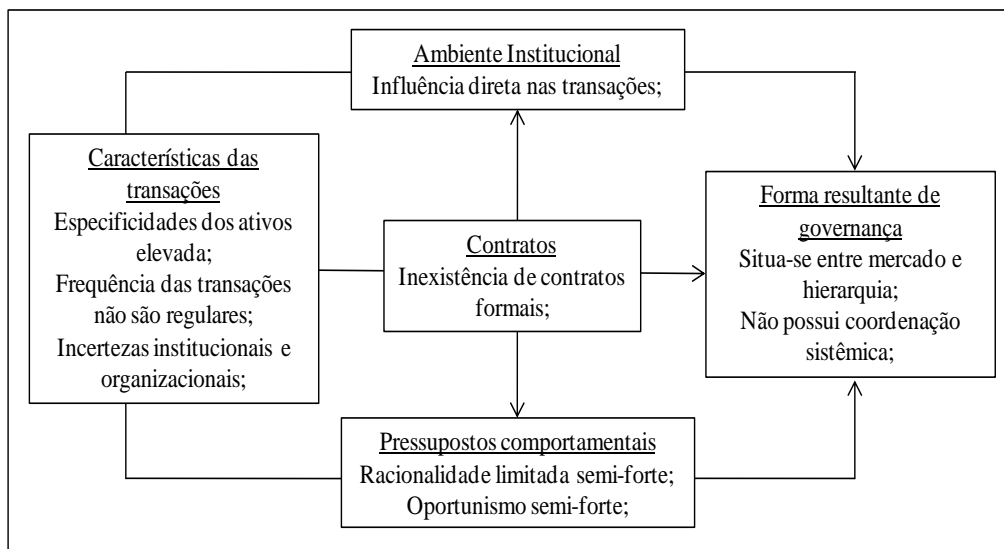 Ambiente Institucional
Influência direta nas transações;
Características das
transações
Especificidades dos ativos
elevada;
Frequência das transações
não são regulares;
Incertezas institucionais e
organizacionais;
Contratos
Inexistência de contratos
formais;
Forma resultante de
governança
Situa-se entre mercado e
hierarquia;
Não possui coordenação
sistêmica;
Pressupostos comportamentais
Racionalidade limitada semi-forte;
Oportunismo semi-forte;